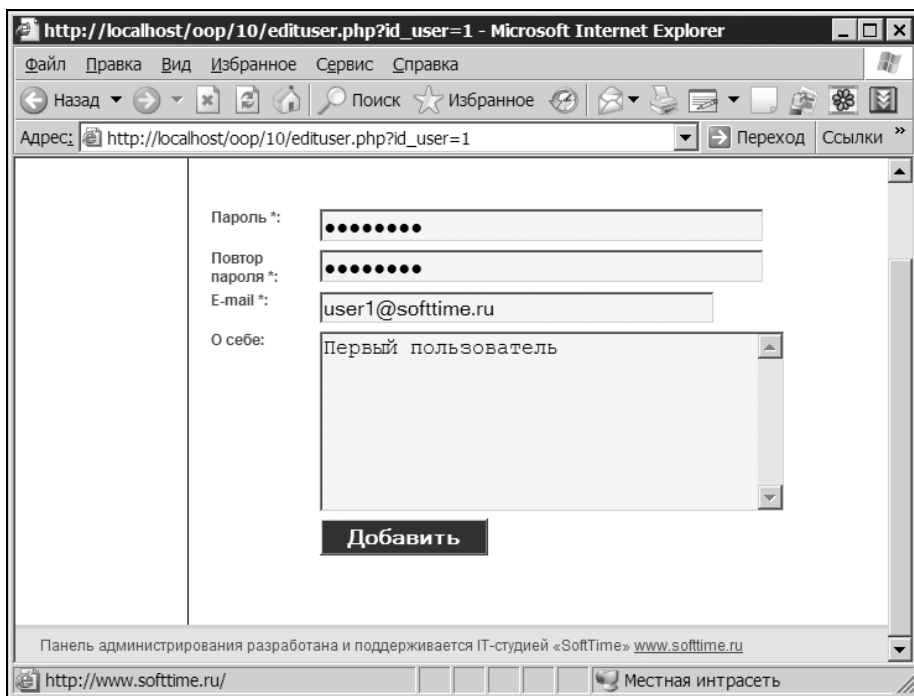 http://localhost/oop/10/edituser.php?id_user=1 - Microsoft Internet Explorer
Файл Правка Вид Избранное Сервис Справка
Назад Поиск Избранное
Адрес: http://localhost/oop/10/edituser.php?id_user=1 Переход Ссылки »
Пароль *: ●●●●●●●●
Повтор
пароля *: ●●●●●●●●
E-mail *: user1@softtime.ru
О себе: Первый пользователь
Добавить
Панель администрирования разработана и поддерживается IT-студией «SoftTime» www.softtime.ru
http://www.softtime.ru/ Местная интрасеть